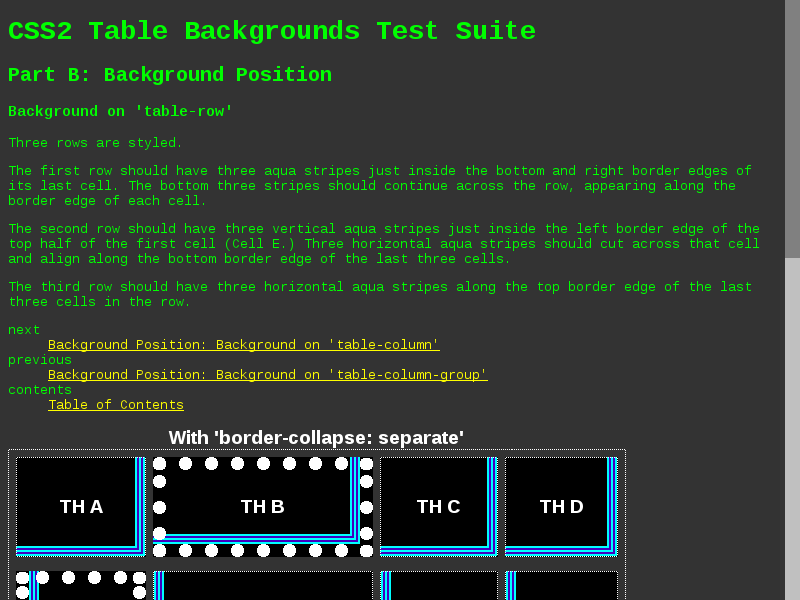 CSS2 Table Backgrounds Test Suite
Part B: Background Position
Background on 'table-row'
Three rows are styled.
The first row should have three aqua stripes just inside the bottom and right border edges of
its last cell. The bottom three stripes should continue across the row, appearing along the
border edge of each cell.
The second row should have three vertical aqua stripes just inside the left border edge of the
top half of the first cell (Cell E.) Three horizontal aqua stripes should cut across that cell
and align along the bottom border edge of the last three cells.
The third row should have three horizontal aqua stripes along the top border edge of the last
three cells in the row.
next
Background Position: Background on 'table-column'
previous
Background Position: Background on 'table-column-group'
contents
Table of Contents
With 'border-collapse: separate'
TH A TH B TH C TH D